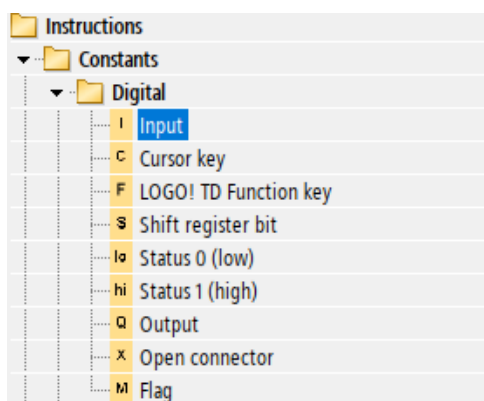 Instructions
Constants
Digital
I Input
C Cursor key
F LOGO! TD Function key
S Shift register bit
lo Status 0 (low)
hi Status 1 (high)
Q Output
X Open connector
M Flag